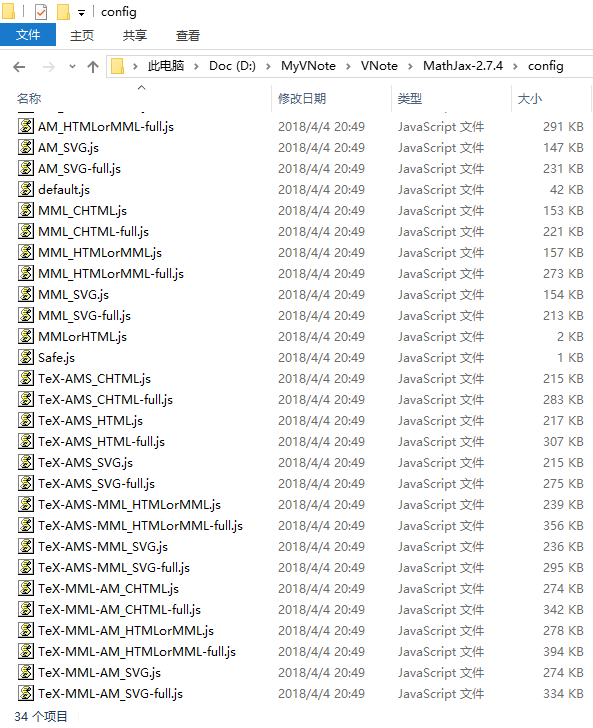 config
文件 主页 共享 查看
此电脑 > Doc (D:) > MyVNote > VNote > MathJax-2.7.4 > config
名称 修改日期 类型 大小
AM_HTMLorMML-full.js 2018/4/4 20:49 JavaScript 文件 291 KB
AM_SVG.js 2018/4/4 20:49 JavaScript 文件 147 KB
AM_SVG-full.js 2018/4/4 20:49 JavaScript 文件 231 KB
default.js 2018/4/4 20:49 JavaScript 文件 42 KB
MML_CHTML.js 2018/4/4 20:49 JavaScript 文件 153 KB
MML_CHTML-full.js 2018/4/4 20:49 JavaScript 文件 221 KB
MML_HTMLorMML.js 2018/4/4 20:49 JavaScript 文件 157 KB
MML_HTMLorMML-full.js 2018/4/4 20:49 JavaScript 文件 273 KB
MML_SVG.js 2018/4/4 20:49 JavaScript 文件 154 KB
MML_SVG-full.js 2018/4/4 20:49 JavaScript 文件 213 KB
MMLorHTML.js 2018/4/4 20:49 JavaScript 文件 2 KB
Safe.js 2018/4/4 20:49 JavaScript 文件 1 KB
TeX-AMS_CHTML.js 2018/4/4 20:49 JavaScript 文件 215 KB
TeX-AMS_CHTML-full.js 2018/4/4 20:49 JavaScript 文件 283 KB
TeX-AMS_HTML.js 2018/4/4 20:49 JavaScript 文件 217 KB
TeX-AMS_HTML-full.js 2018/4/4 20:49 JavaScript 文件 307 KB
TeX-AMS_SVG.js 2018/4/4 20:49 JavaScript 文件 215 KB
TeX-AMS_SVG-full.js 2018/4/4 20:49 JavaScript 文件 275 KB
TeX-AMS-MML_HTMLorMML.js 2018/4/4 20:49 JavaScript 文件 239 KB
TeX-AMS-MML_HTMLorMML-full.js 2018/4/4 20:49 JavaScript 文件 356 KB
TeX-AMS-MML_SVG.js 2018/4/4 20:49 JavaScript 文件 236 KB
TeX-AMS-MML_SVG-full.js 2018/4/4 20:49 JavaScript 文件 295 KB
TeX-MML-AM_CHTML.js 2018/4/4 20:49 JavaScript 文件 274 KB
TeX-MML-AM_CHTML-full.js 2018/4/4 20:49 JavaScript 文件 342 KB
TeX-MML-AM_HTMLorMML.js 2018/4/4 20:49 JavaScript 文件 278 KB
TeX-MML-AM_HTMLorMML-full.js 2018/4/4 20:49 JavaScript 文件 394 KB
TeX-MML-AM_SVG.js 2018/4/4 20:49 JavaScript 文件 274 KB
TeX-MML-AM_SVG-full.js 2018/4/4 20:49 JavaScript 文件 334 KB
34 个项目